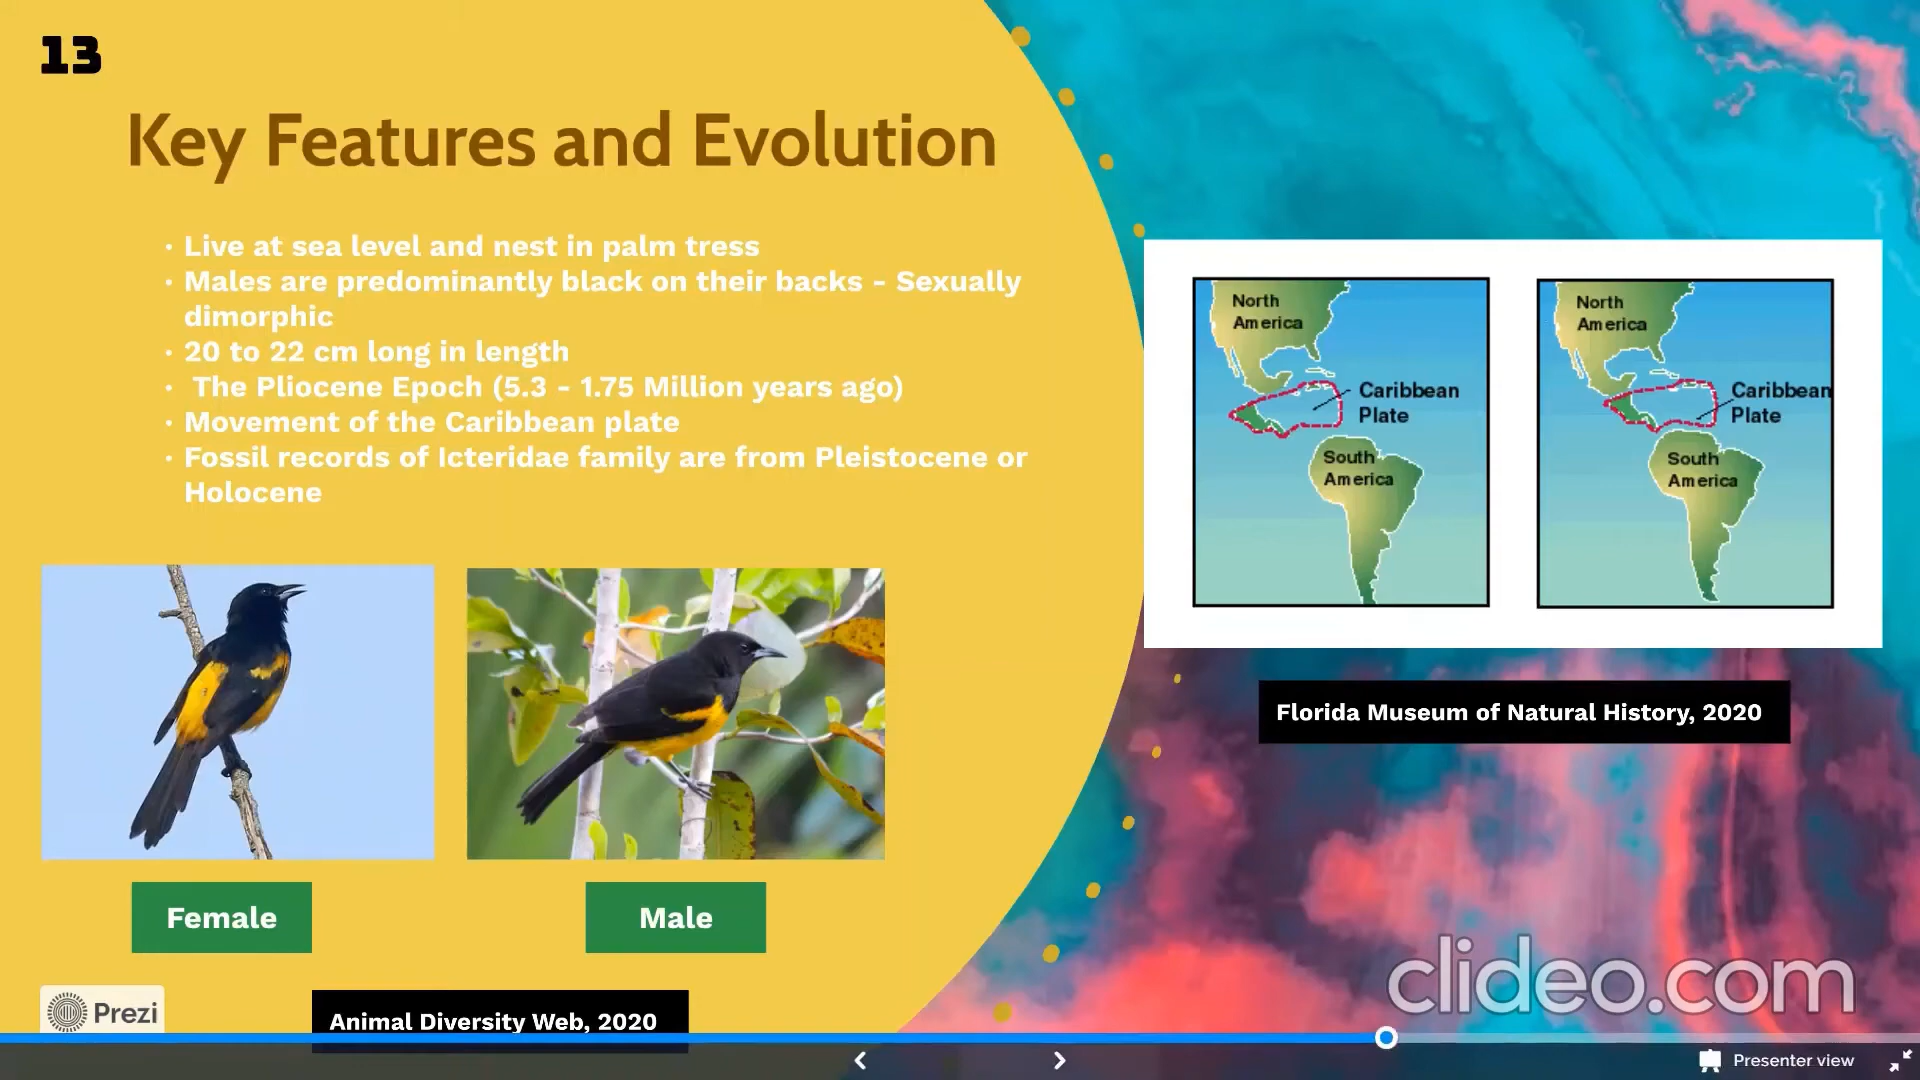 13
Key Features and Evolution
• Live at sea level and nest in palm tress
• Males are predominantly black on their backs - Sexually
dimorphic
• 20 to 22 cm long in length
• The Pliocene Epoch (5.3 - 1.75 Million years ago)
• Movement of the Caribbean plate
• Fossil records of Icteridae family are from Pleistocene or
Holocene
North
America
Caribbean
Plate
South
America
North
America
Caribbean
Plate
South
America
Florida Museum of Natural History, 2020
Female
Male
Animal Diversity Web, 2020
Prezi
clideo.com
Presenter view